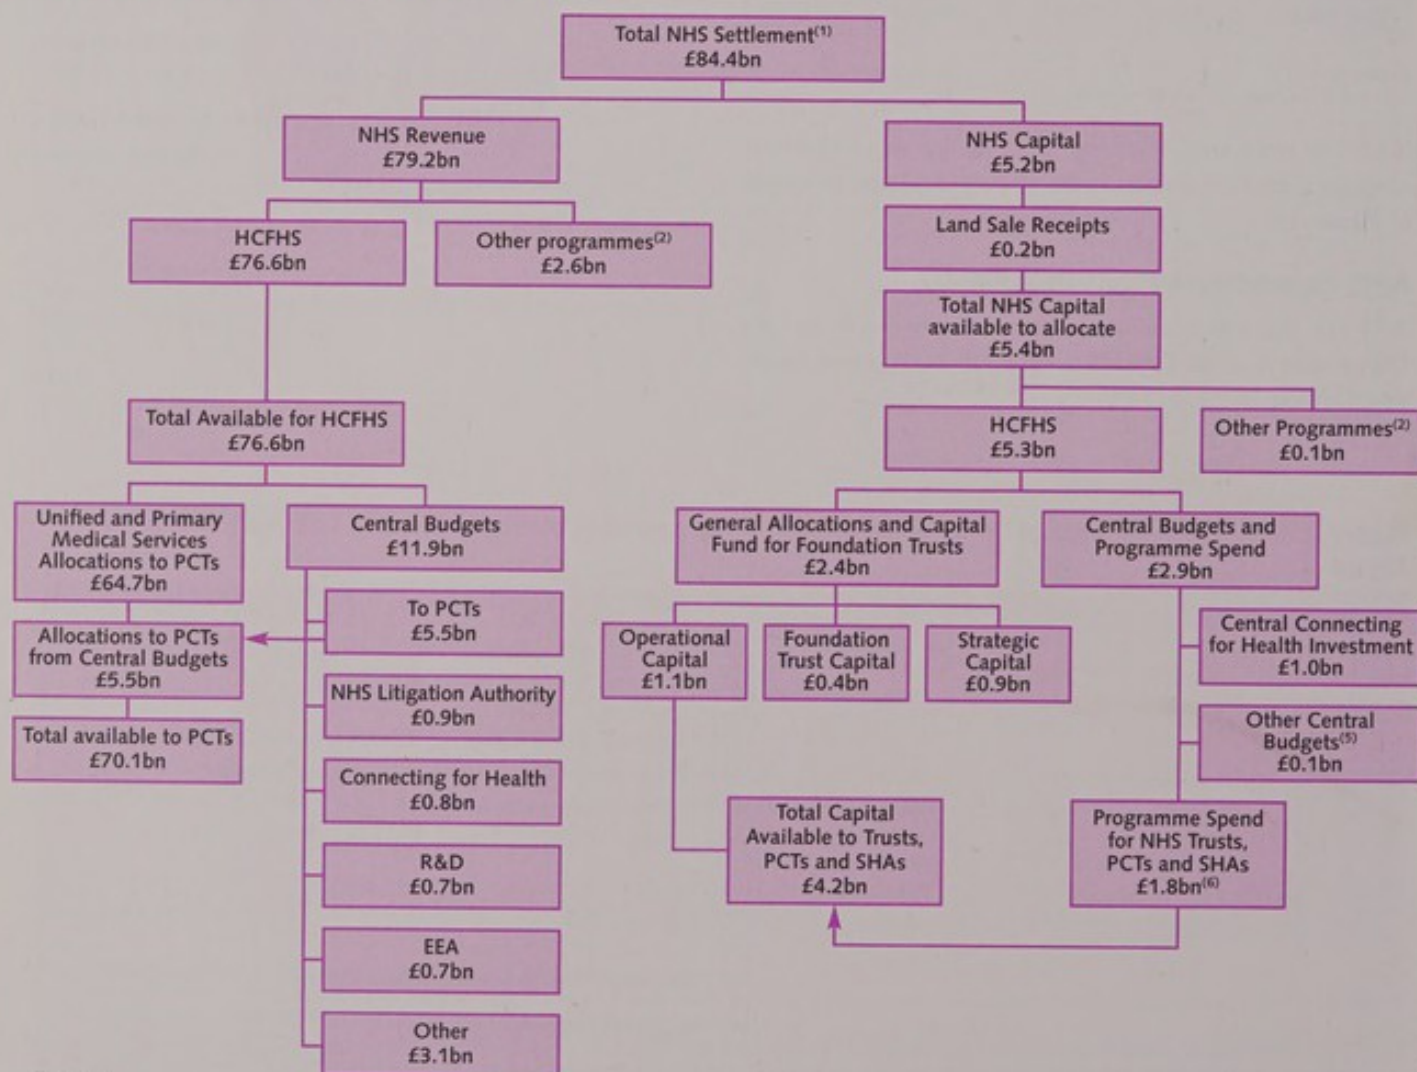 Total NHS Settlement(1)
£84.4bn
NHS Revenue
£79.2bn
NHS Capital
£5.2bn
Land Sale Receipts
£0.2bn
HCFHS
£76.6bn
Other programmes(2)
£2.6bn
Total NHS Capital
available to allocate
£5.4bn
Total Available for HCFHS
£76.6bn
HCFHS
£5.3bn
Other Programmes(2)
£0.1bn
Unified and Primary
Medical Services
Allocations to PCTs
£64.7bn
Central Budgets
£11.9bn
General Allocations and Capital
Fund for Foundation Trusts
£2.4bn
Central Budgets and
Programme Spend
£2.9bn
Allocations to PCTs
from Central Budgets
£5.5bn
Total available to PCTs
£70.1bn
To PCTs
£5.5bn
NHS Litigation Authority
£0.9bn
Connecting for Health
£0.8bn
R&D
£0.7bn
EEA
£0.7bn
Other
£3.1bn
Operational
Capital
£1.1bn
Foundation
Trust Capital
£0.4bn
Strategic
Capital
£0.9bn
Central Connecting
for Health Investment
£1.0bn
Other Central
Budgets(5)
£0.1bn
Total Capital
Available to Trusts,
PCTs and SHAs
£4.2bn
Programme Spend
for NHS Trusts,
PCTs and SHAs
£1.8bn(6)